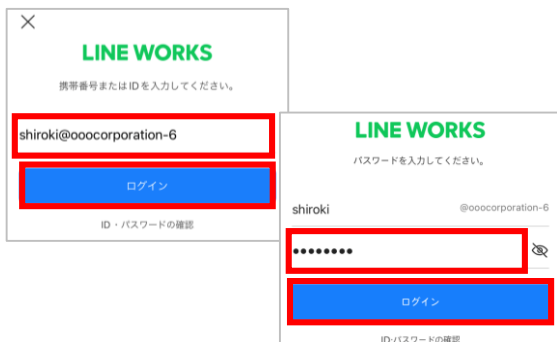 LINE WORKS
携帯番号またはIDを入力してください。
shiroki@ooocorporation-6
ログイン
ID・パスワードの確認
LINE WORKS
パスワードを入力してください。
shiroki @ooocorporation-6
••••••••
ログイン
ID・パスワードの確認